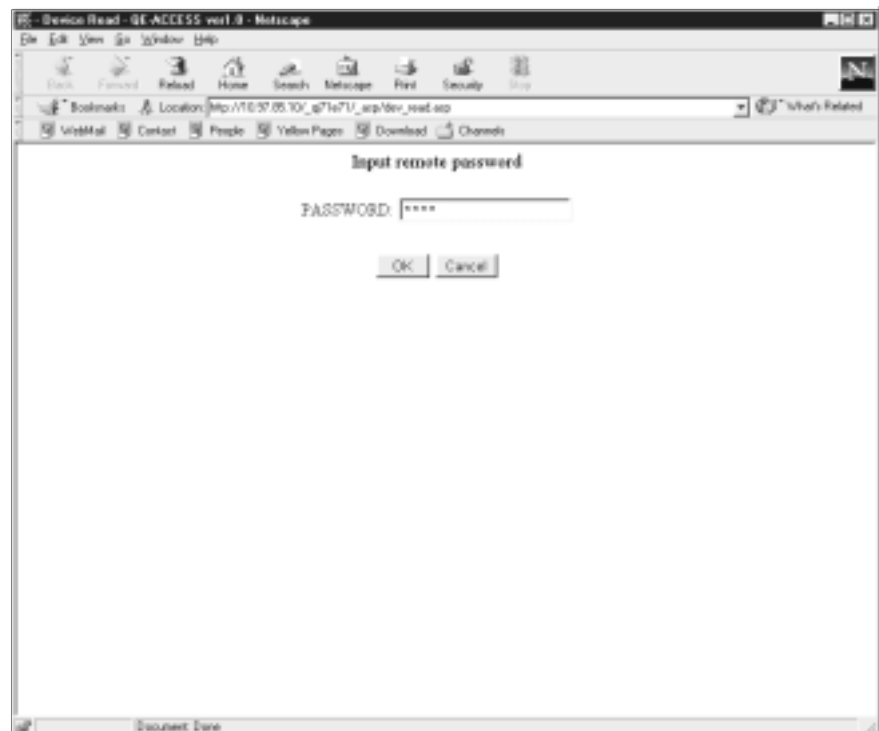 - Device Read - QE-ACCESS ver1.0 - Netscape
File Edit View Go Window Help
Back Forward Reload Home Search Netscape Print Security Stop
Bookmarks Location: http://10.97.85.10/_qj71e71/_asp/dev_read.asp What's Related
WebMail Contact People Yellow Pages Download Channels
Input remote password
PASSWORD: ****
OK Cancel
Document: Done